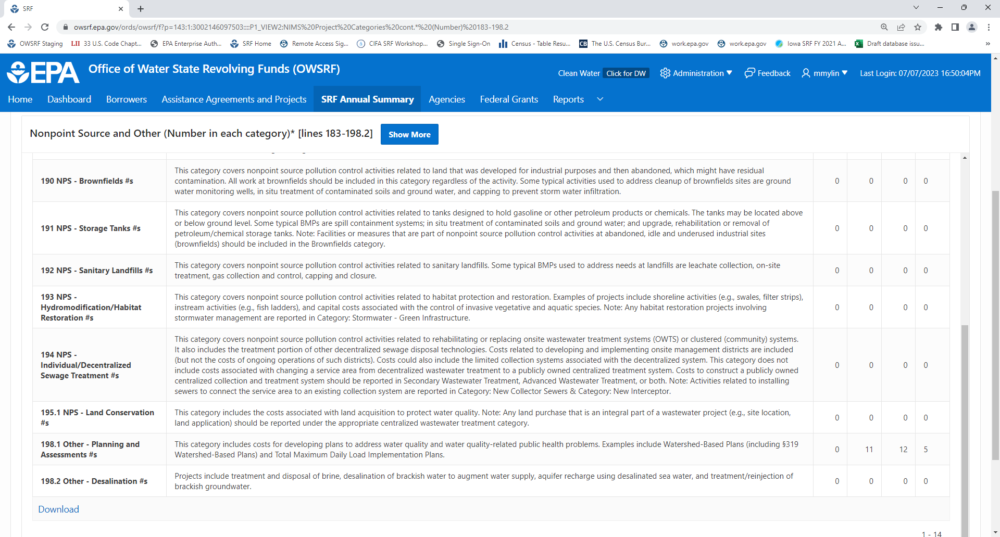 SRF
owsrf.epa.gov/ords/owsrf/f?p=143:1:3002146097503::::P1_VIEW2:NIMS%20Project%20Categories%20cont.*%20(Number)%20183-198.2
OWSRF Staging LII 33 U.S. Code Chapt... EPA Enterprise Auth... SRF Home Remote Access Sig... CIFA SRF Workshop... Single Sign-On Census - Table Resu... CB The U.S. Census Bur... work.epa.gov work.epa.gov Iowa SRF FY 2021 A... Draft database issu... »
EPA Office of Water State Revolving Funds (OWSRF)
Clean Water Click for DW Administration Feedback mmylin Last Login: 07/07/2023 16:50:04PM
Home Dashboard Borrowers Assistance Agreements and Projects SRF Annual Summary Agencies Federal Grants Reports
Nonpoint Source and Other (Number in each category)* [lines 183-198.2] Show More
190 NPS - Brownfields #s
This category covers nonpoint source pollution control activities related to land that was developed for industrial purposes and then abandoned, which might have residual
contamination. All work at brownfields should be included in this category regardless of the activity. Some typical activities used to address cleanup of brownfields sites are ground
water monitoring wells, in situ treatment of contaminated soils and ground water, and capping to prevent storm water infiltration.
0 0 0 0
191 NPS - Storage Tanks #s
This category covers nonpoint source pollution control activities related to tanks designed to hold gasoline or other petroleum products or chemicals. The tanks may be located above
or below ground level. Some typical BMPs are spill containment systems; in situ treatment of contaminated soils and ground water; and upgrade, rehabilitation or removal of
petroleum/chemical storage tanks. Note: Facilities or measures that are part of nonpoint source pollution control activities at abandoned, idle and underused industrial sites
(brownfields) should be included in the Brownfields category.
0 0 0 0
192 NPS - Sanitary Landfills #s
This category covers nonpoint source pollution control activities related to sanitary landfills. Some typical BMPs used to address needs at landfills are leachate collection, on-site
treatment, gas collection and control, capping and closure.
0 0 0 0
193 NPS -
Hydromodification/Habitat
Restoration #s
This category covers nonpoint source pollution control activities related to habitat protection and restoration. Examples of projects include shoreline activities (e.g., swales, filter strips),
instream activities (e.g., fish ladders), and capital costs associated with the control of invasive vegetative and aquatic species. Note: Any habitat restoration projects involving
stormwater management are reported in Category: Stormwater - Green Infrastructure.
0 0 0 0
194 NPS -
Individual/Decentralized
Sewage Treatment #s
This category covers nonpoint source pollution control activities related to rehabilitating or replacing onsite wastewater treatment systems (OWTS) or clustered (community) systems.
It also includes the treatment portion of other decentralized sewage disposal technologies. Costs related to developing and implementing onsite management districts are included
(but not the costs of ongoing operations of such districts). Costs could also include the limited collection systems associated with the decentralized system. This category does not
include costs associated with changing a service area from decentralized wastewater treatment to a publicly owned centralized treatment system. Costs to construct a publicly owned
centralized collection and treatment system should be reported in Secondary Wastewater Treatment, Advanced Wastewater Treatment, or both. Note: Activities related to installing
sewers to connect the service area to an existing collection system are reported in Category: New Collector Sewers & Category: New Interceptor.
0 0 0 0
195.1 NPS - Land Conservation
#s
This category includes the costs associated with land acquisition to protect water quality. Note: Any land purchase that is an integral part of a wastewater project (e.g., site location,
land application) should be reported under the appropriate centralized wastewater treatment category.
0 0 0 0
198.1 Other - Planning and
Assessments #s
This category includes costs for developing plans to address water quality and water quality-related public health problems. Examples include Watershed-Based Plans (including §319
Watershed-Based Plans) and Total Maximum Daily Load Implementation Plans.
0 11 12 5
198.2 Other - Desalination #s
Projects include treatment and disposal of brine, desalination of brackish water to augment water supply, aquifer recharge using desalinated sea water, and treatment/reinjection of
brackish groundwater.
0 0 0 0
Download
1 - 14